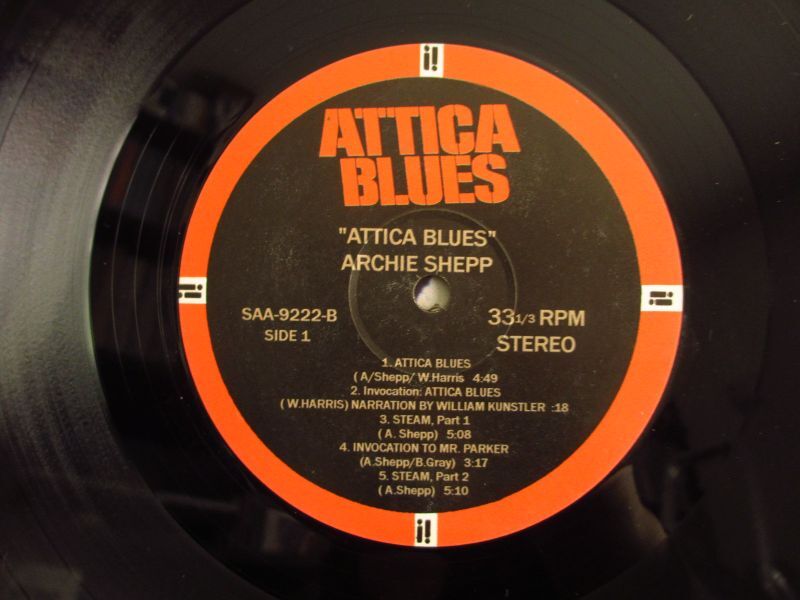 i!
ATTICA
BLUES
"ATTICA BLUES"
ARCHIE SHEPP
SAA-9222-B
SIDE 1
33 1/3 RPM
STEREO
1. ATTICA BLUES
( A/Shepp/ W.Harris 4:49
2. Invocation: ATTICA BLUES
( W.HARRIS) NARRATION BY WILLIAM KUNSTLER :18
3. STEAM, Part 1
( A. Shepp) 5:08
4. INVOCATION TO MR. PARKER
(A.Shepp/B.Gray) 3:17
5. STEAM, Part 2
( A.Shepp) 5:10
i!
i!
i!